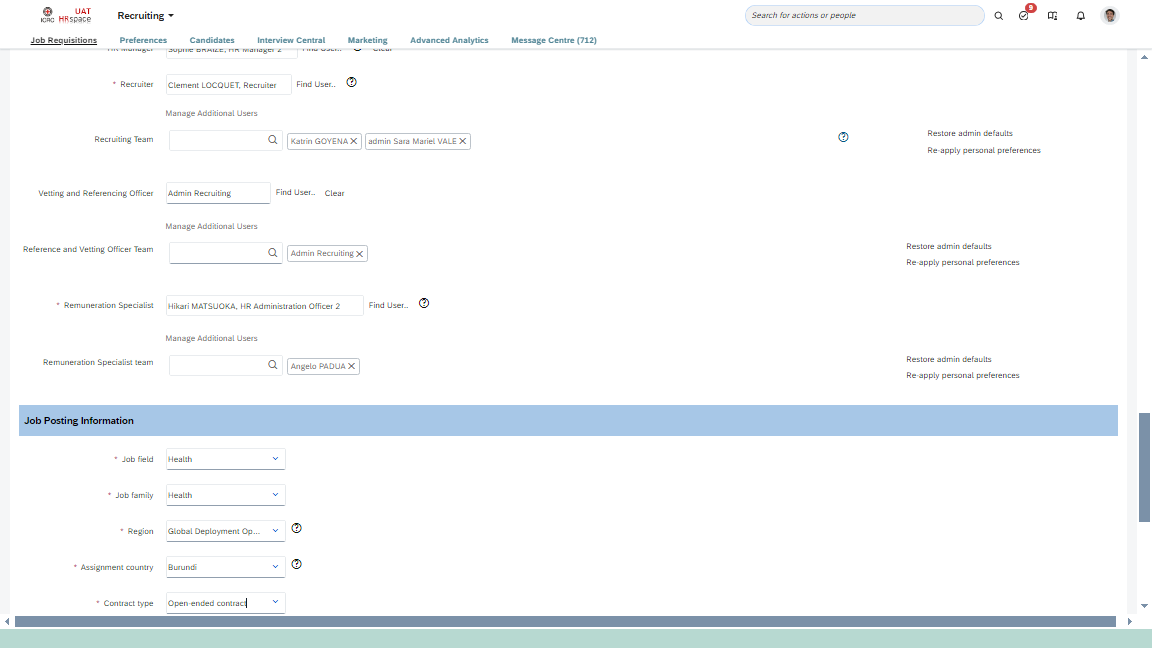 ICRC UAT HRspace Recruiting Search for actions or people 9
Job Requisitions Preferences Candidates Interview Central Marketing Advanced Analytics Message Centre (712)
HR Manager Sophie BRAIZE, HR Manager 2 Find User.. Clear
* Recruiter Clement LOCQUET, Recruiter Find User..
Manage Additional Users
Recruiting Team Katrin GOYENA admin Sara Mariel VALE Restore admin defaults
Re-apply personal preferences
Vetting and Referencing Officer Admin Recruiting Find User.. Clear
Manage Additional Users
Reference and Vetting Officer Team Admin Recruiting Restore admin defaults
Re-apply personal preferences
* Remuneration Specialist Hikari MATSUOKA, HR Administration Officer 2 Find User..
Manage Additional Users
Remuneration Specialist team Angelo PADUA Restore admin defaults
Re-apply personal preferences
Job Posting Information
* Job field Health
* Job family Health
* Region Global Deployment Op...
* Assignment country Burundi
* Contract type Open-ended contract